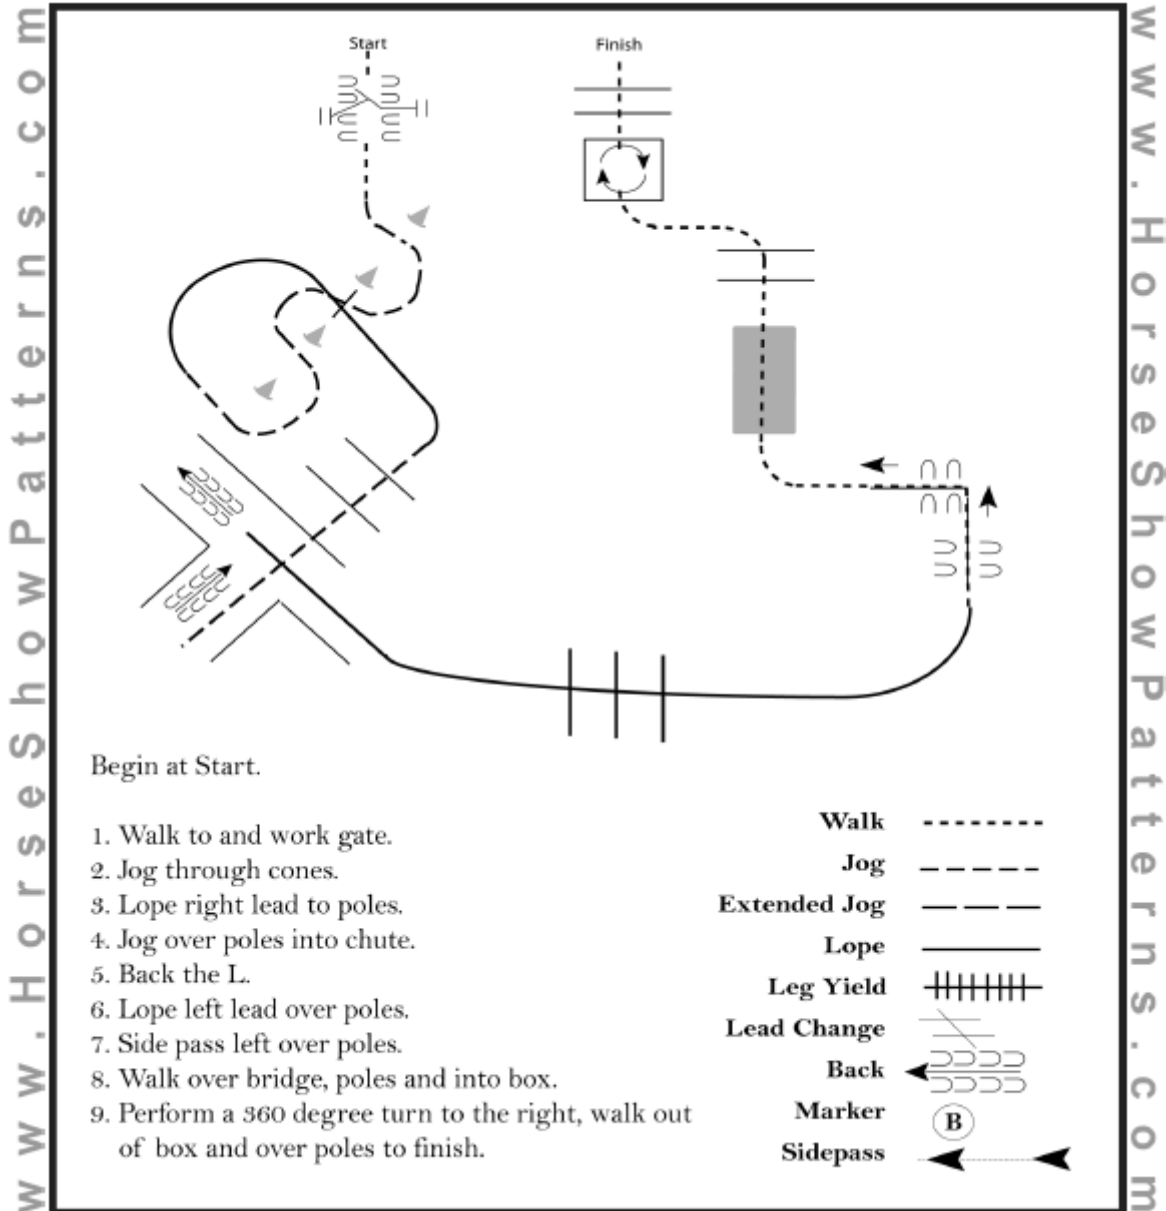 www.HorseShowPatterns.com
www.HorseShowPatterns.com
Start
Finish
Begin at Start.
1. Walk to and work gate.
2. Jog through cones.
3. Lope right lead to poles.
4. Jog over poles into chute.
5. Back the L.
6. Lope left lead over poles.
7. Side pass left over poles.
8. Walk over bridge, poles and into box.
9. Perform a 360 degree turn to the right, walk out
of box and over poles to finish.
Walk
Jog
Extended Jog
Lope
Leg Yield
Lead Change
Back
Marker
B
Sidepass